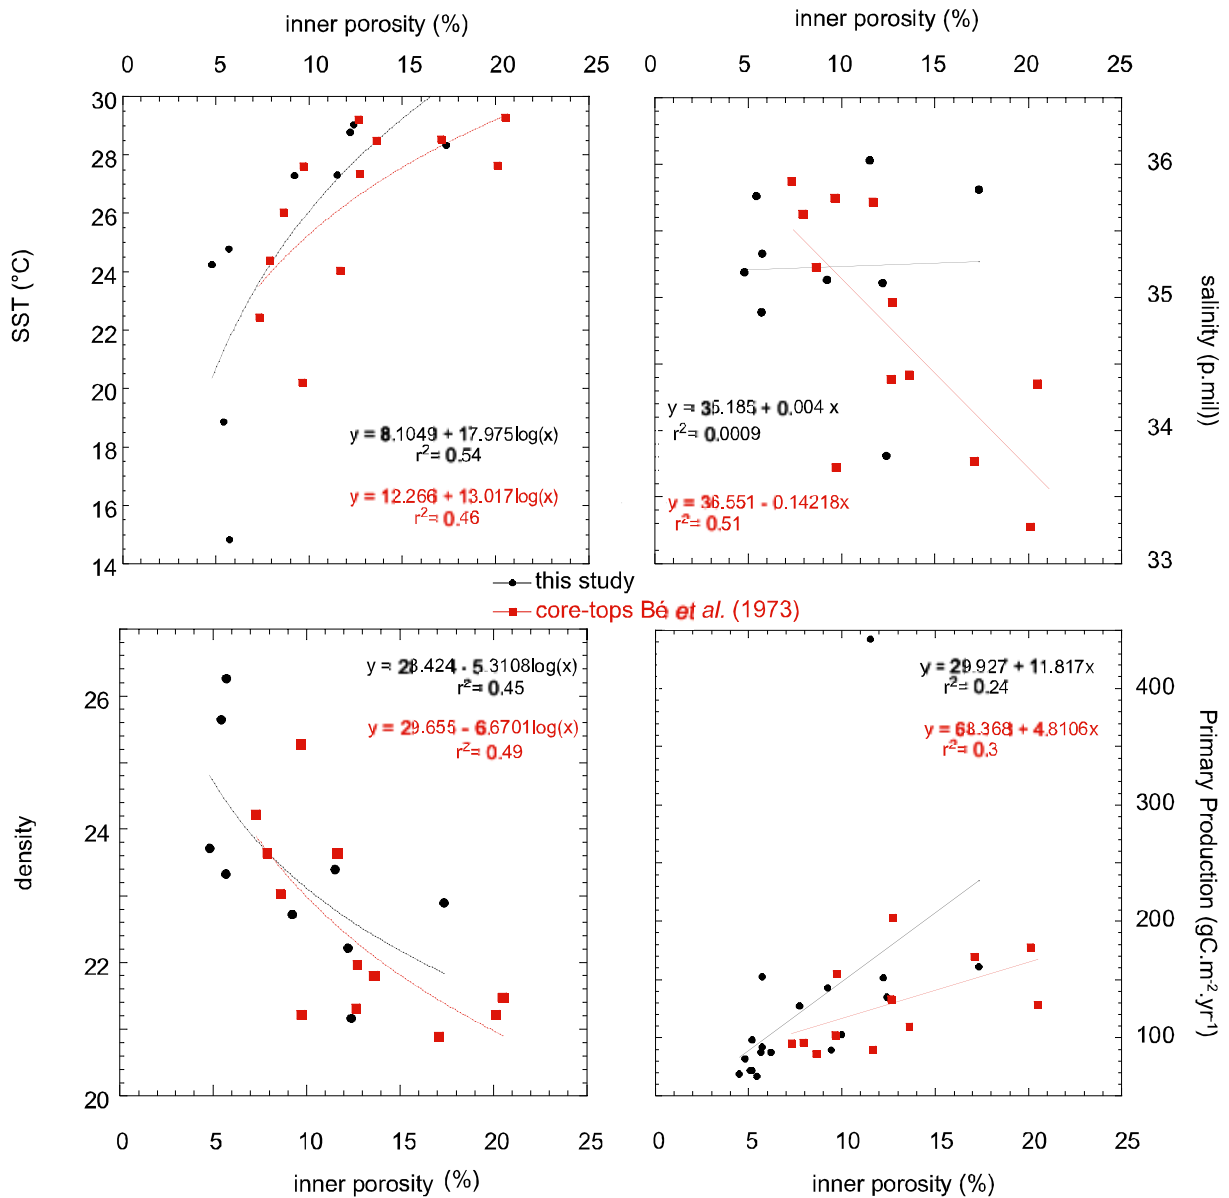 inner porosity (%)
inner porosity (%)
0 5 10 15 20 25
0 5 10 15 20 25
30
28
26
24
22
20
18
16
14
SST (°C)
y = 8.1049 + 17.975log(x)
r²= 0.54
y = 12.266 + 13.017log(x)
r²= 0.46
36
35
34
33
salinity (p.mil))
y = 35.185 + 0.004 x
r²= 0.0009
y = 36.551 - 0.14218x
r²= 0.51
this study
core-tops Bé et al. (1973)
26
24
22
20
density
y = 28.424 - 5.3108log(x)
r²= 0.45
y = 29.655 - 6.6701log(x)
r²= 0.49
400
300
200
100
Primary Production (gC.m⁻².yr⁻¹)
y = 29.927 + 11.817x
r²= 0.24
y = 68.368 + 4.8106x
r²= 0.3
0 5 10 15 20 25
0 5 10 15 20 25
inner porosity (%)
inner porosity (%)